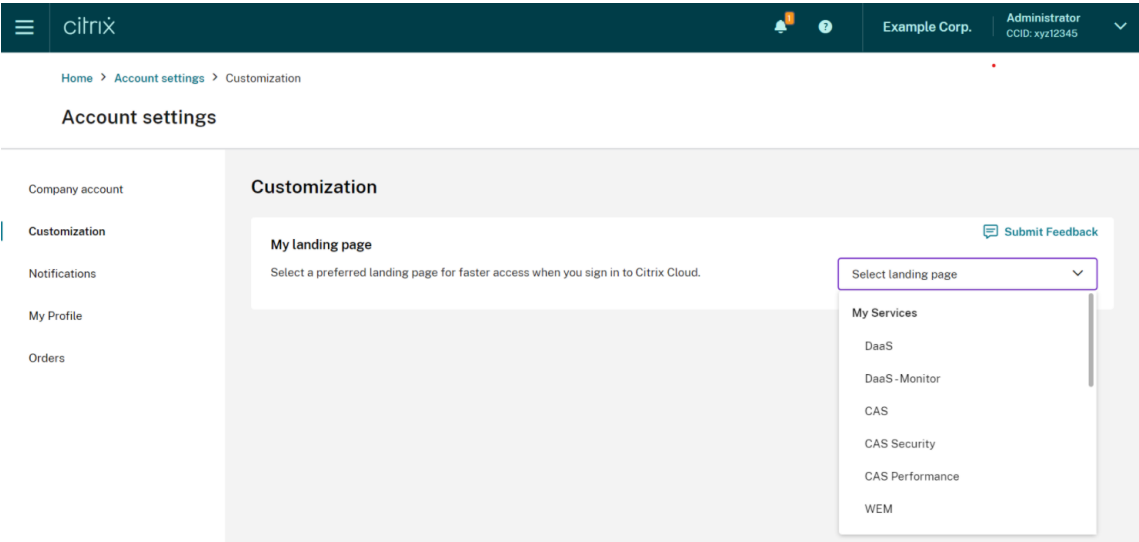 citrix
1
?
Example Corp.
Administrator
CCID: xyz12345
Home > Account settings > Customization
Account settings
Company account
Customization
Notifications
My Profile
Orders
Customization
My landing page
Submit Feedback
Select a preferred landing page for faster access when you sign in to Citrix Cloud.
Select landing page
My Services
DaaS
DaaS-Monitor
CAS
CAS Security
CAS Performance
WEM